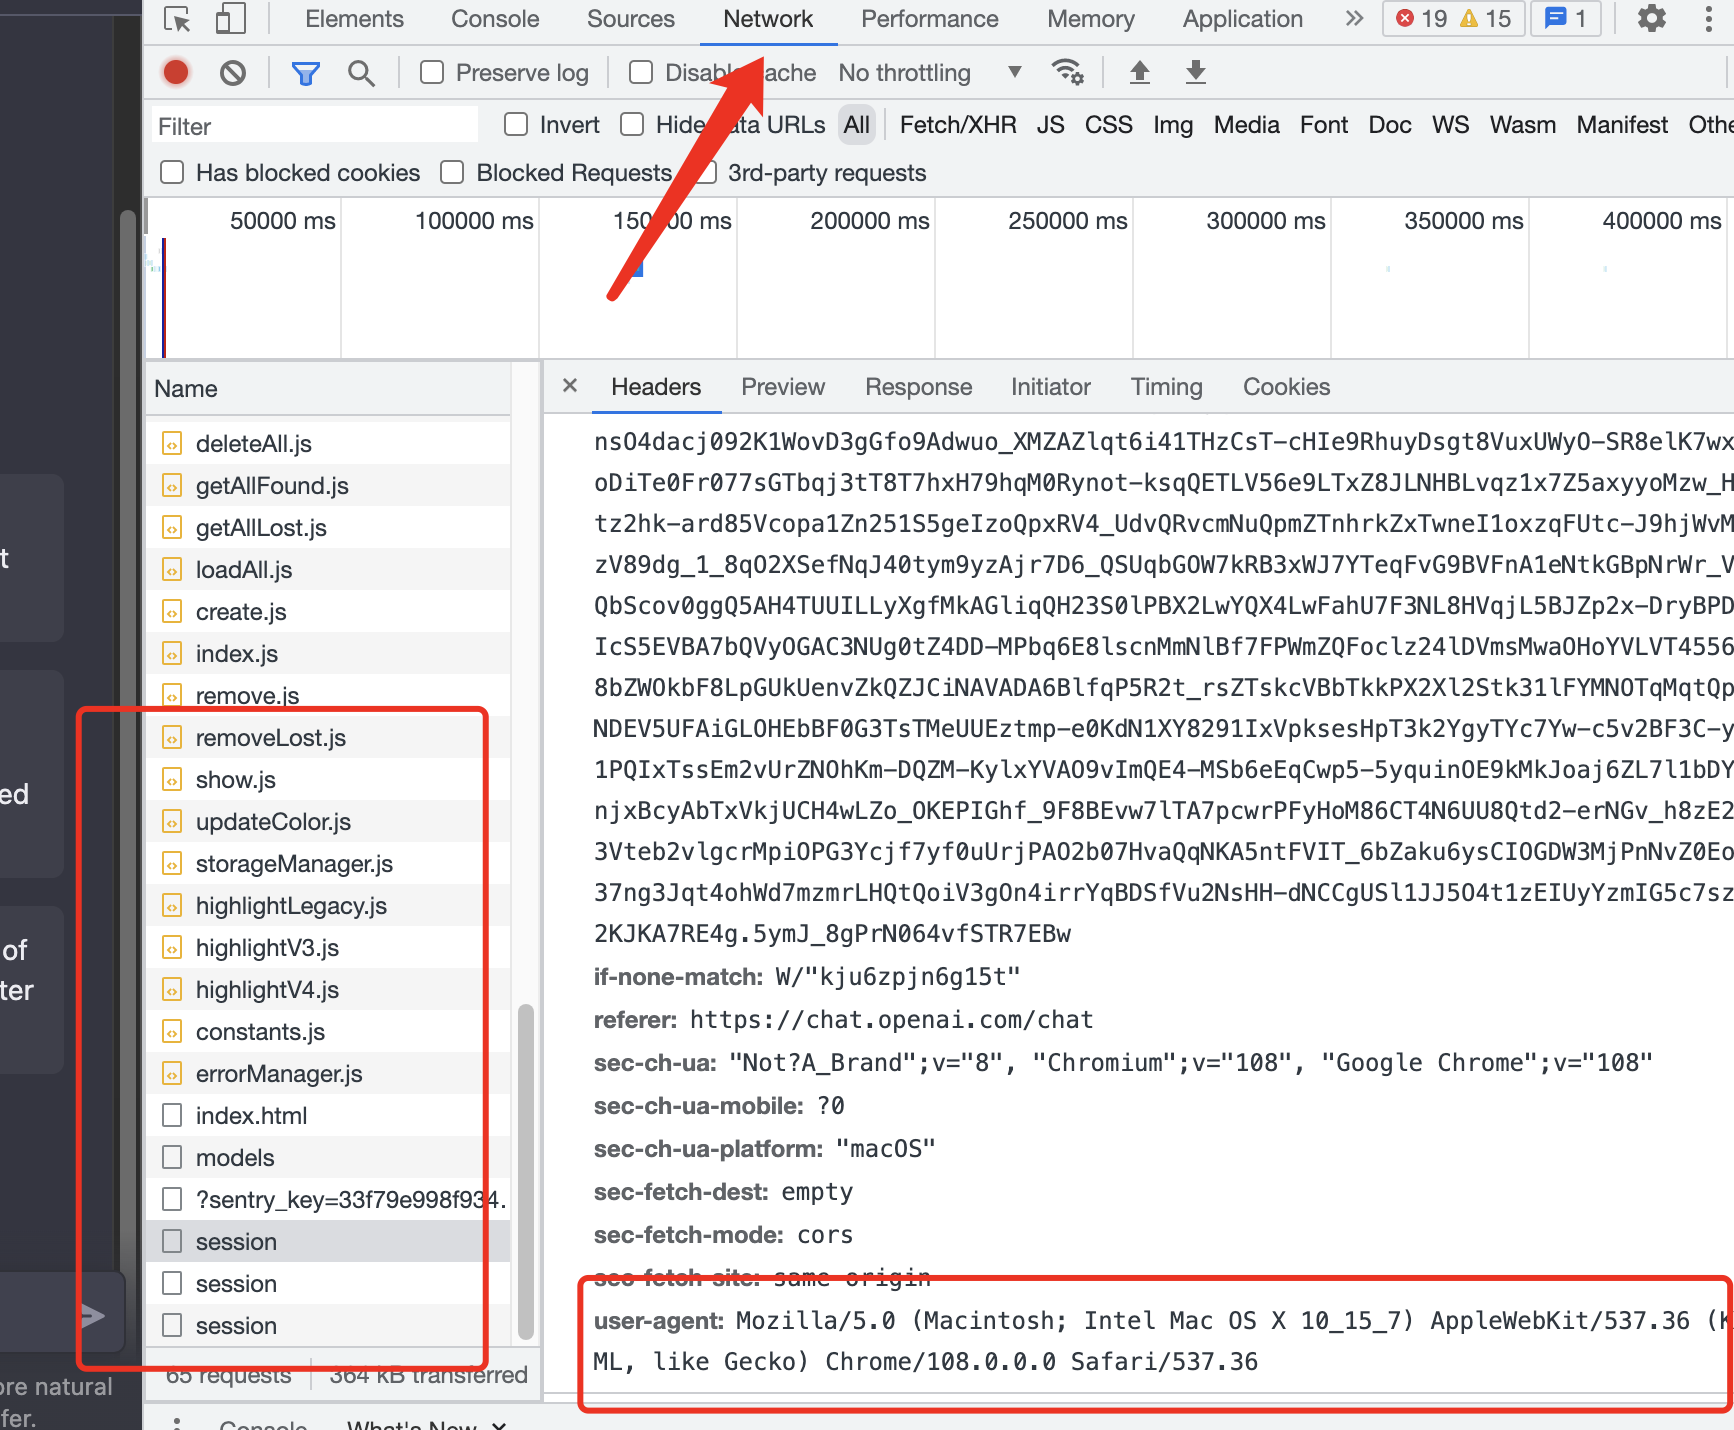 Elements Console Sources Network Performance Memory Application 19 15 1
Preserve log Disable cache No throttling
Filter Invert Hide data URLs All Fetch/XHR JS CSS Img Media Font Doc WS Wasm Manifest Othe
Has blocked cookies Blocked Requests 3rd-party requests
50000 ms 100000 ms 150000 ms 200000 ms 250000 ms 300000 ms 350000 ms 400000 ms
Name
deleteAll.js
getAllFound.js
getAllLost.js
loadAll.js
create.js
index.js
remove.js
removeLost.js
show.js
updateColor.js
storageManager.js
highlightLegacy.js
highlightV3.js
highlightV4.js
constants.js
errorManager.js
index.html
models
?sentry_key=33f79e998f934.
session
session
session
65 requests 364 kB transferred
Headers Preview Response Initiator Timing Cookies
nsO4dacj092K1WovD3gGfo9Adwuo_XMZAZlqt6i41THzCsT-cHIe9RhuyDsgt8VuxUWyO-SR8elK7wx
oDiTe0Fr077sGTbqj3tT8T7hxH79hqM0Rynot-ksqQETLV56e9LTxZ8JLNHBLvqz1x7Z5axyyoMzw_H
tz2hk-ard85Vcopa1Zn251S5geIzoQpxRV4_UdvQRvcmNuQpmZTnhrkZxTwneI1oxzqFUtc-J9hjWvM
zV89dg_1_8qO2XSefNqJ40tym9yzAjr7D6_QSUqbGOW7kRB3xWJ7YTeqFvG9BVFnA1eNtkGBpNrWr_V
QbScov0ggQ5AH4TUUILLyXgfMkAGliqQH23S0lPBX2LwYQX4LwFahU7F3NL8HVqjL5BJZp2x-DryBPD
IcS5EVBA7bQVyOGAC3NUg0tZ4DD-MPbq6E8lscnMmNlBf7FPWmZQFoclz24lDVmsMwaOHoYVLVT4556
8bZWOkbF8LpGUkUenvZkQZJCiNAVADA6BlfqP5R2t_rsZTskcVBbTkkPX2Xl2Stk31lFYMNOTqMqtQp
NDEV5UFAiGLOHEbBF0G3TsTMeUUEztmp-e0KdN1XY8291IxVpksesHpT3k2YgyTYc7Yw-c5v2BF3C-y
1PQIxTssEm2vUrZNOhKm-DQZM-KylxYVAO9vImQE4-MSb6eEqCwp5-5yquinOE9kMkJoaj6ZL7l1bDY
njxBcyAbTxVkjUCH4wLZo_OKEPIGhf_9F8BEvw7lTA7pcwrPFyHoM86CT4N6UU8Qtd2-erNGv_h8zE2
3Vteb2vlgcrMpiOPG3Ycjf7yf0uUrjPAO2b07HvaQqNKA5ntFVIT_6bZaku6ysCIOGDW3MjPnNvZ0Eo
37ng3Jqt4ohWd7mzmrLHQtQoiV3gOn4irrYqBDSfVu2NsHH-dNCCgUSl1JJ5O4t1zEIUyYzmIG5c7sz
2KJKA7RE4g.5ymJ_8gPrN064vfSTR7EBw
if-none-match: W/"kju6zpjn6g15t"
referer: https://chat.openai.com/chat
sec-ch-ua: "Not?A_Brand";v="8", "Chromium";v="108", "Google Chrome";v="108"
sec-ch-ua-mobile: ?0
sec-ch-ua-platform: "macOS"
sec-fetch-dest: empty
sec-fetch-mode: cors
sec-fetch-site: same-origin
user-agent: Mozilla/5.0 (Macintosh; Intel Mac OS X 10_15_7) AppleWebKit/537.36 (K
ML, like Gecko) Chrome/108.0.0.0 Safari/537.36
t
ed
of
ter
ore natural
fer.
Console What's New